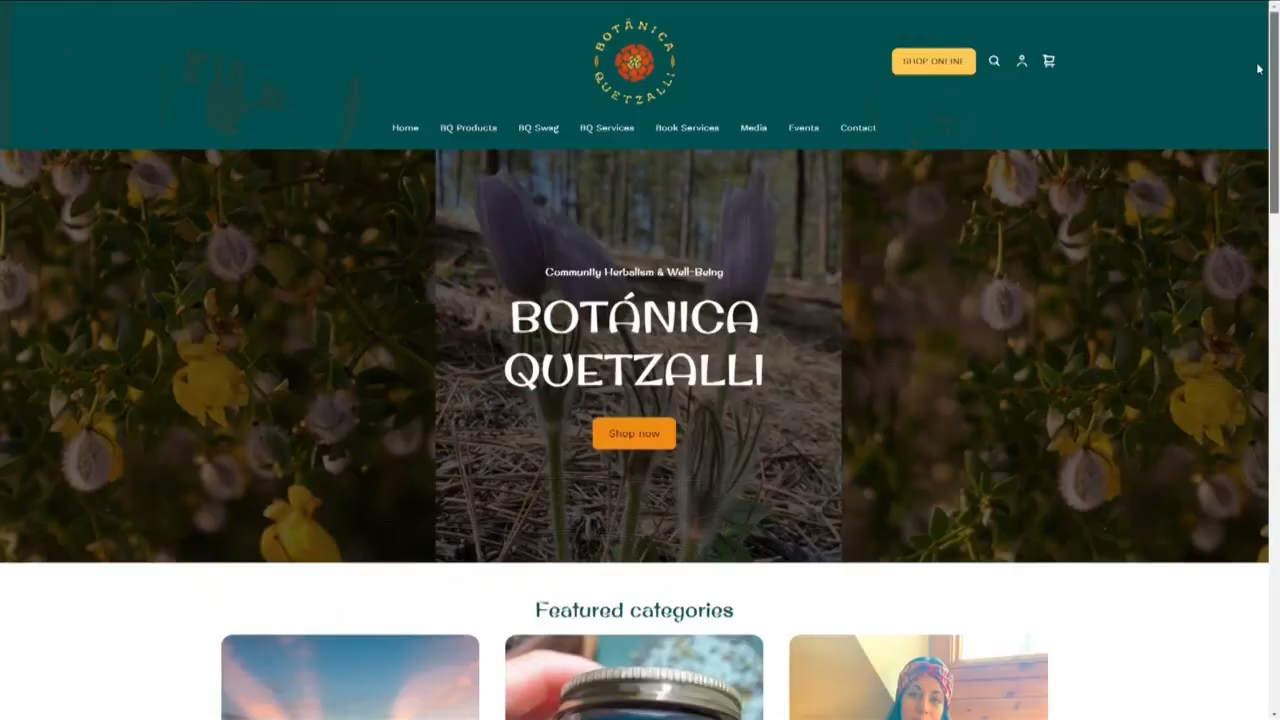 BOTÁNICA
QUETZALLI
SHOP ONLINE
Home BQ Products BQ Swag BQ Services Book Services Media Events Contact
Community Herbalism & Well-Being
BOTÁNICA
QUETZALLI
Shop now
Featured categories